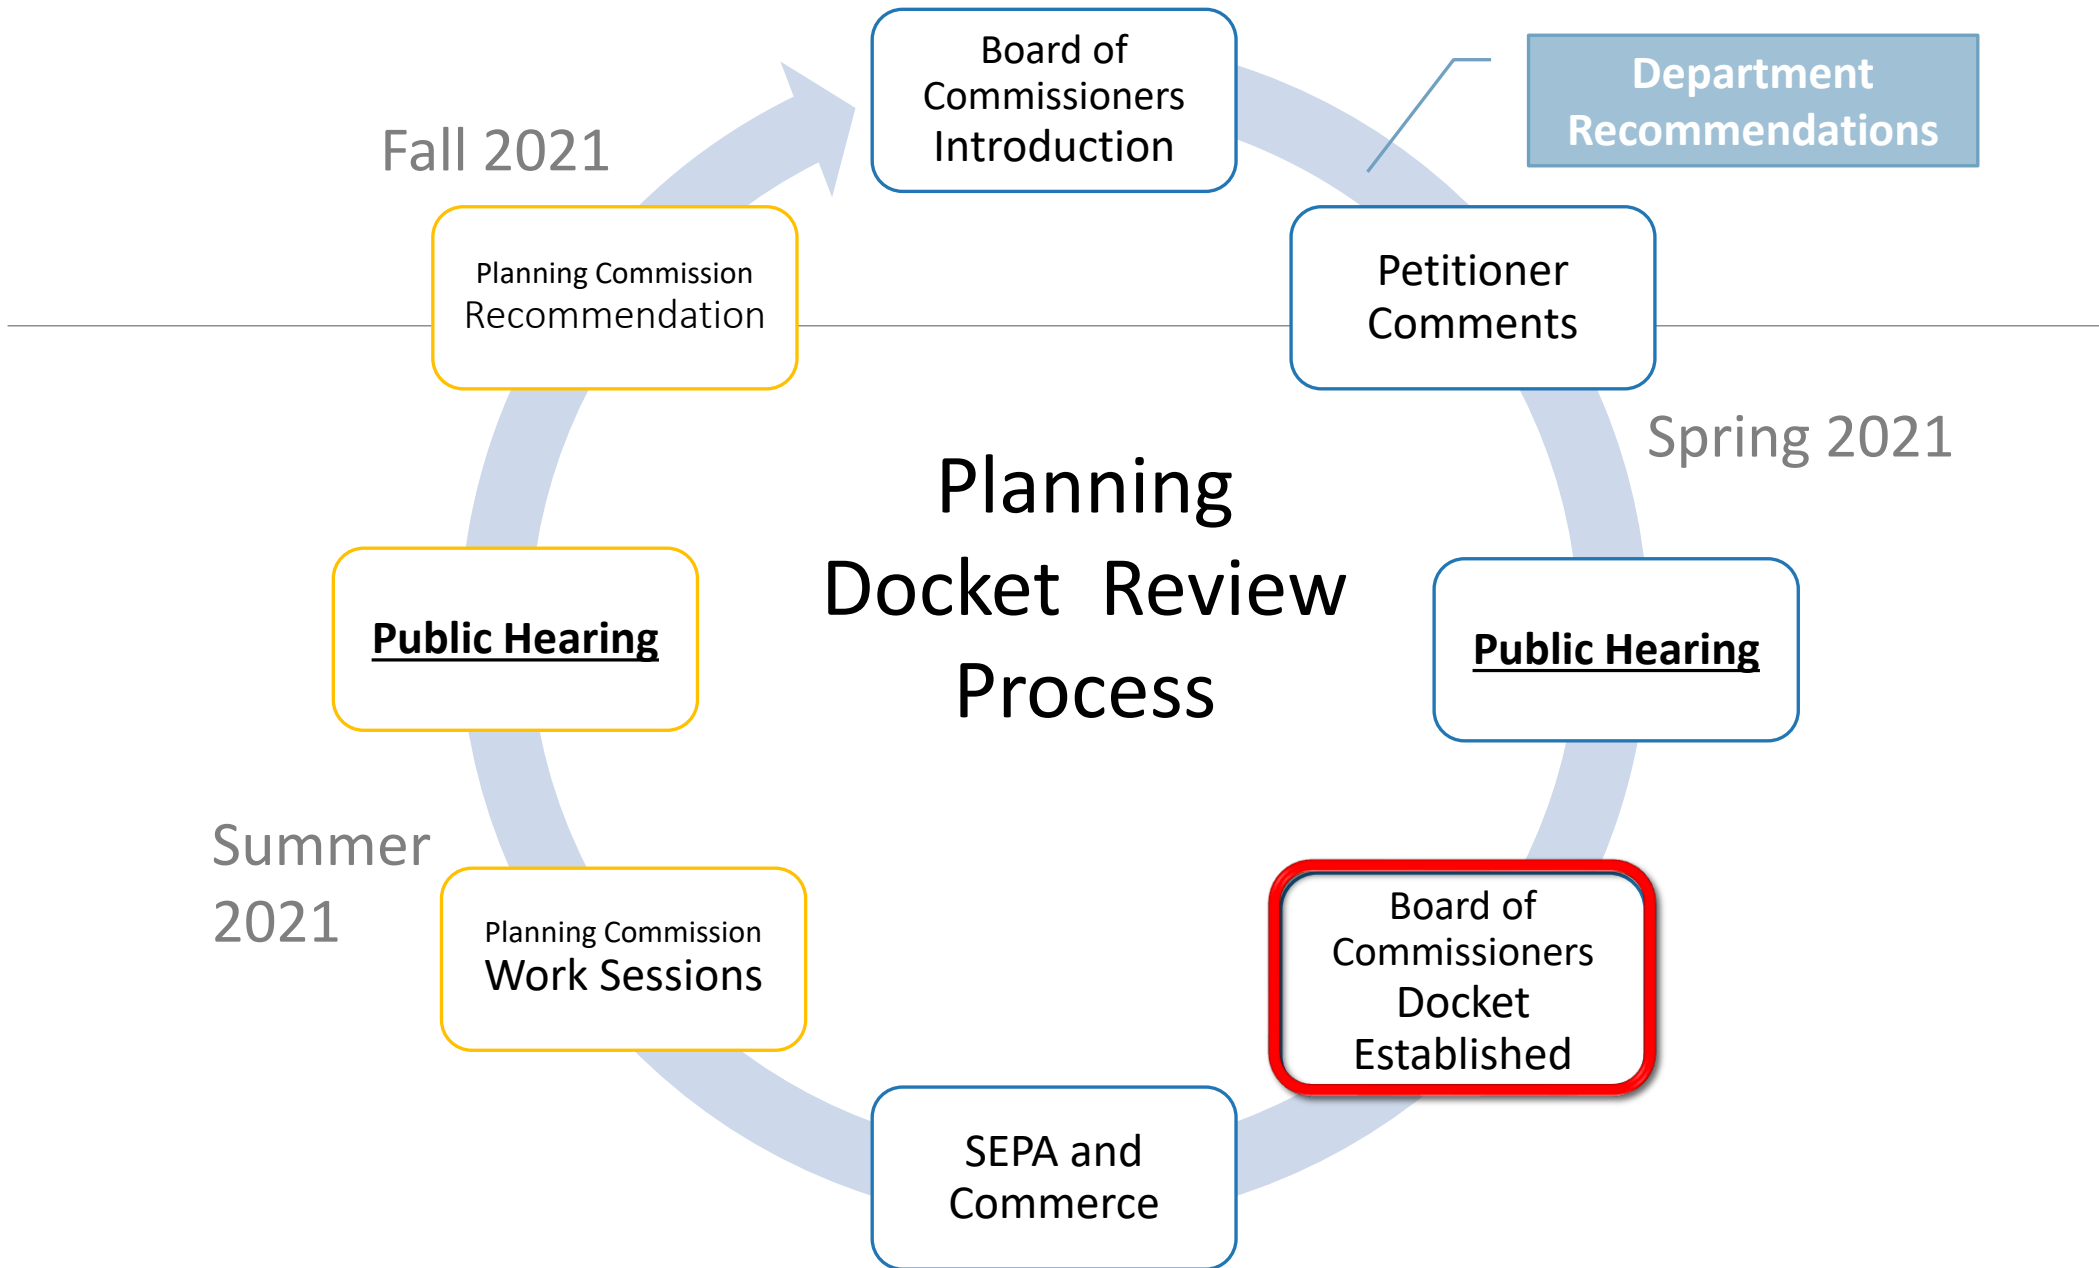 Board of
Commissioners
Introduction
Department
Recommendations
Fall 2021
Planning Commission
Recommendation
Petitioner
Comments
Spring 2021
Planning
Docket  Review
Process
Public Hearing
Public Hearing
Summer
2021
Planning Commission
Work Sessions
Board of
Commissioners
Docket
Established
SEPA and
Commerce